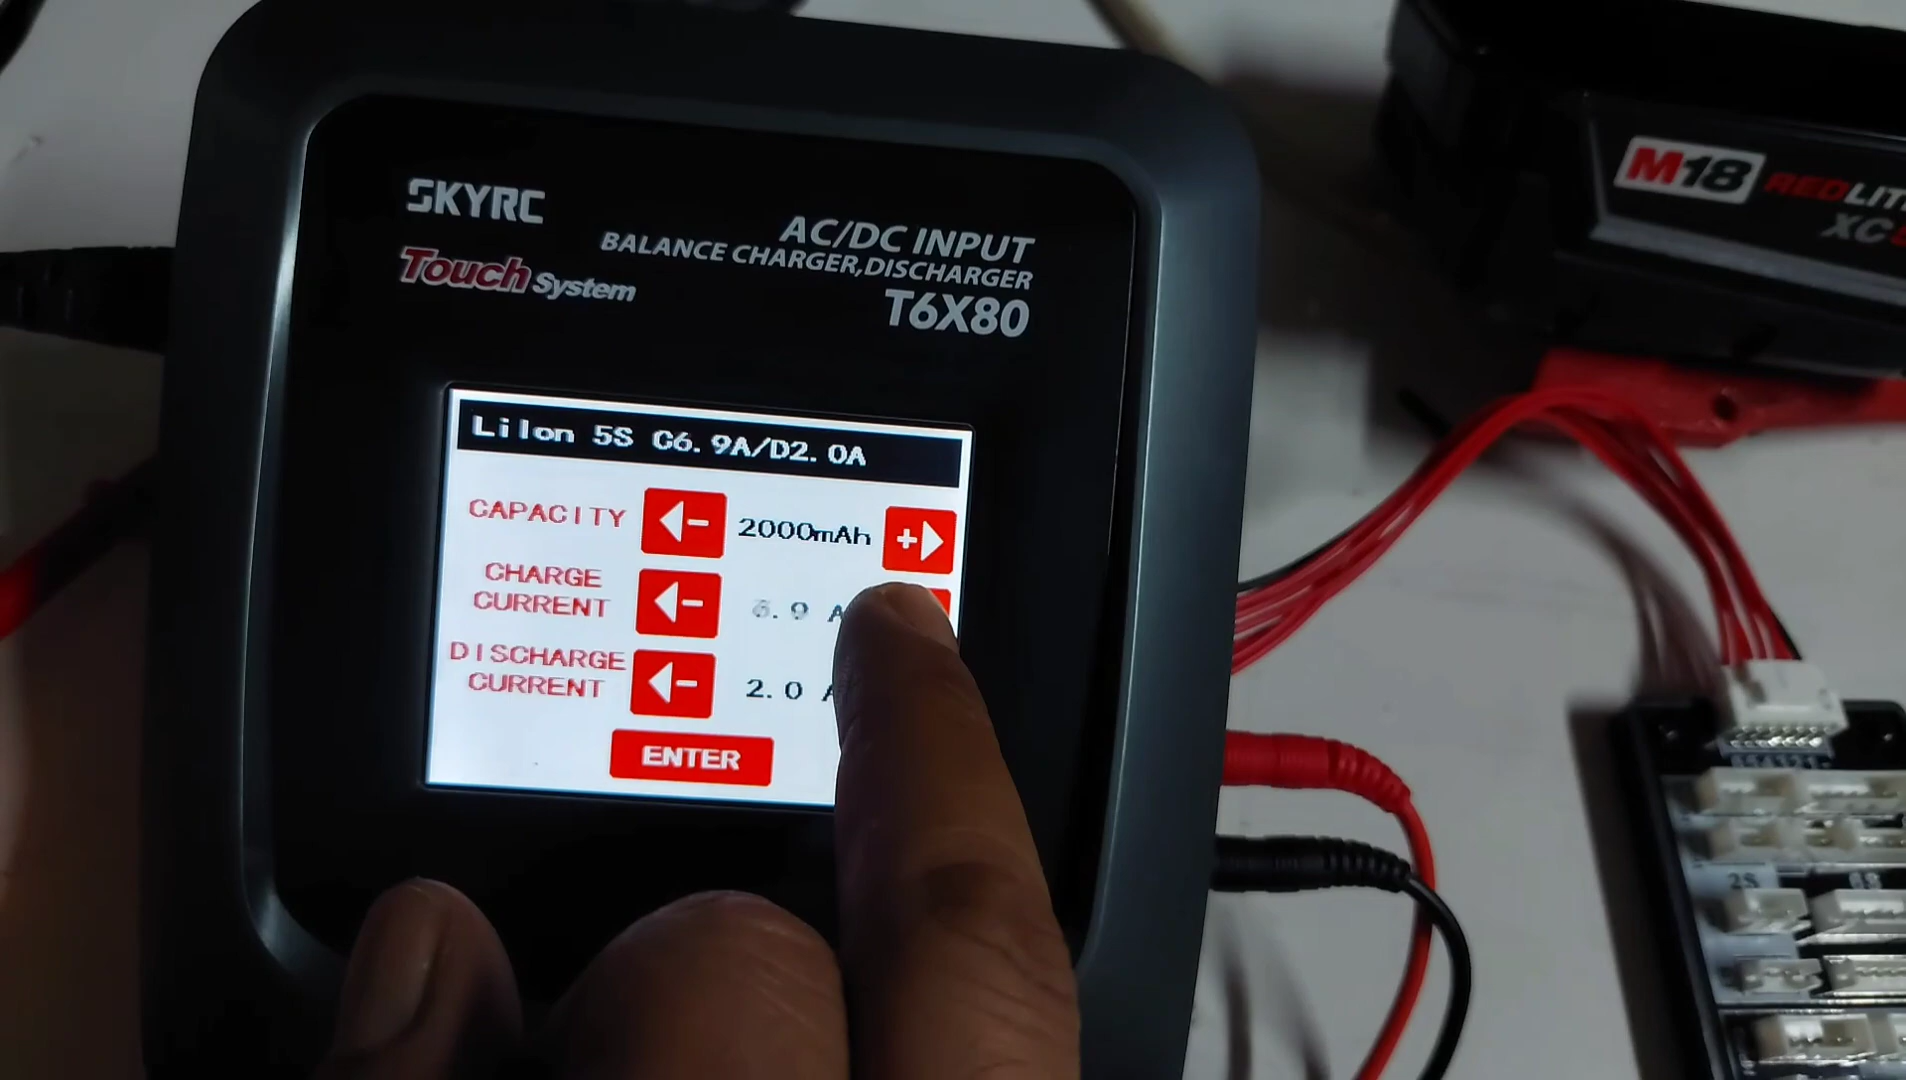 SKYRC
Touch System
AC/DC INPUT
BALANCE CHARGER,DISCHARGER
T6X80
LiIon 5S C6.9A/D2.0A
CAPACITY
2000mAh
CHARGE
CURRENT
6.9 A
DISCHARGE
CURRENT
2.0 A
ENTER
M18
XC
2S